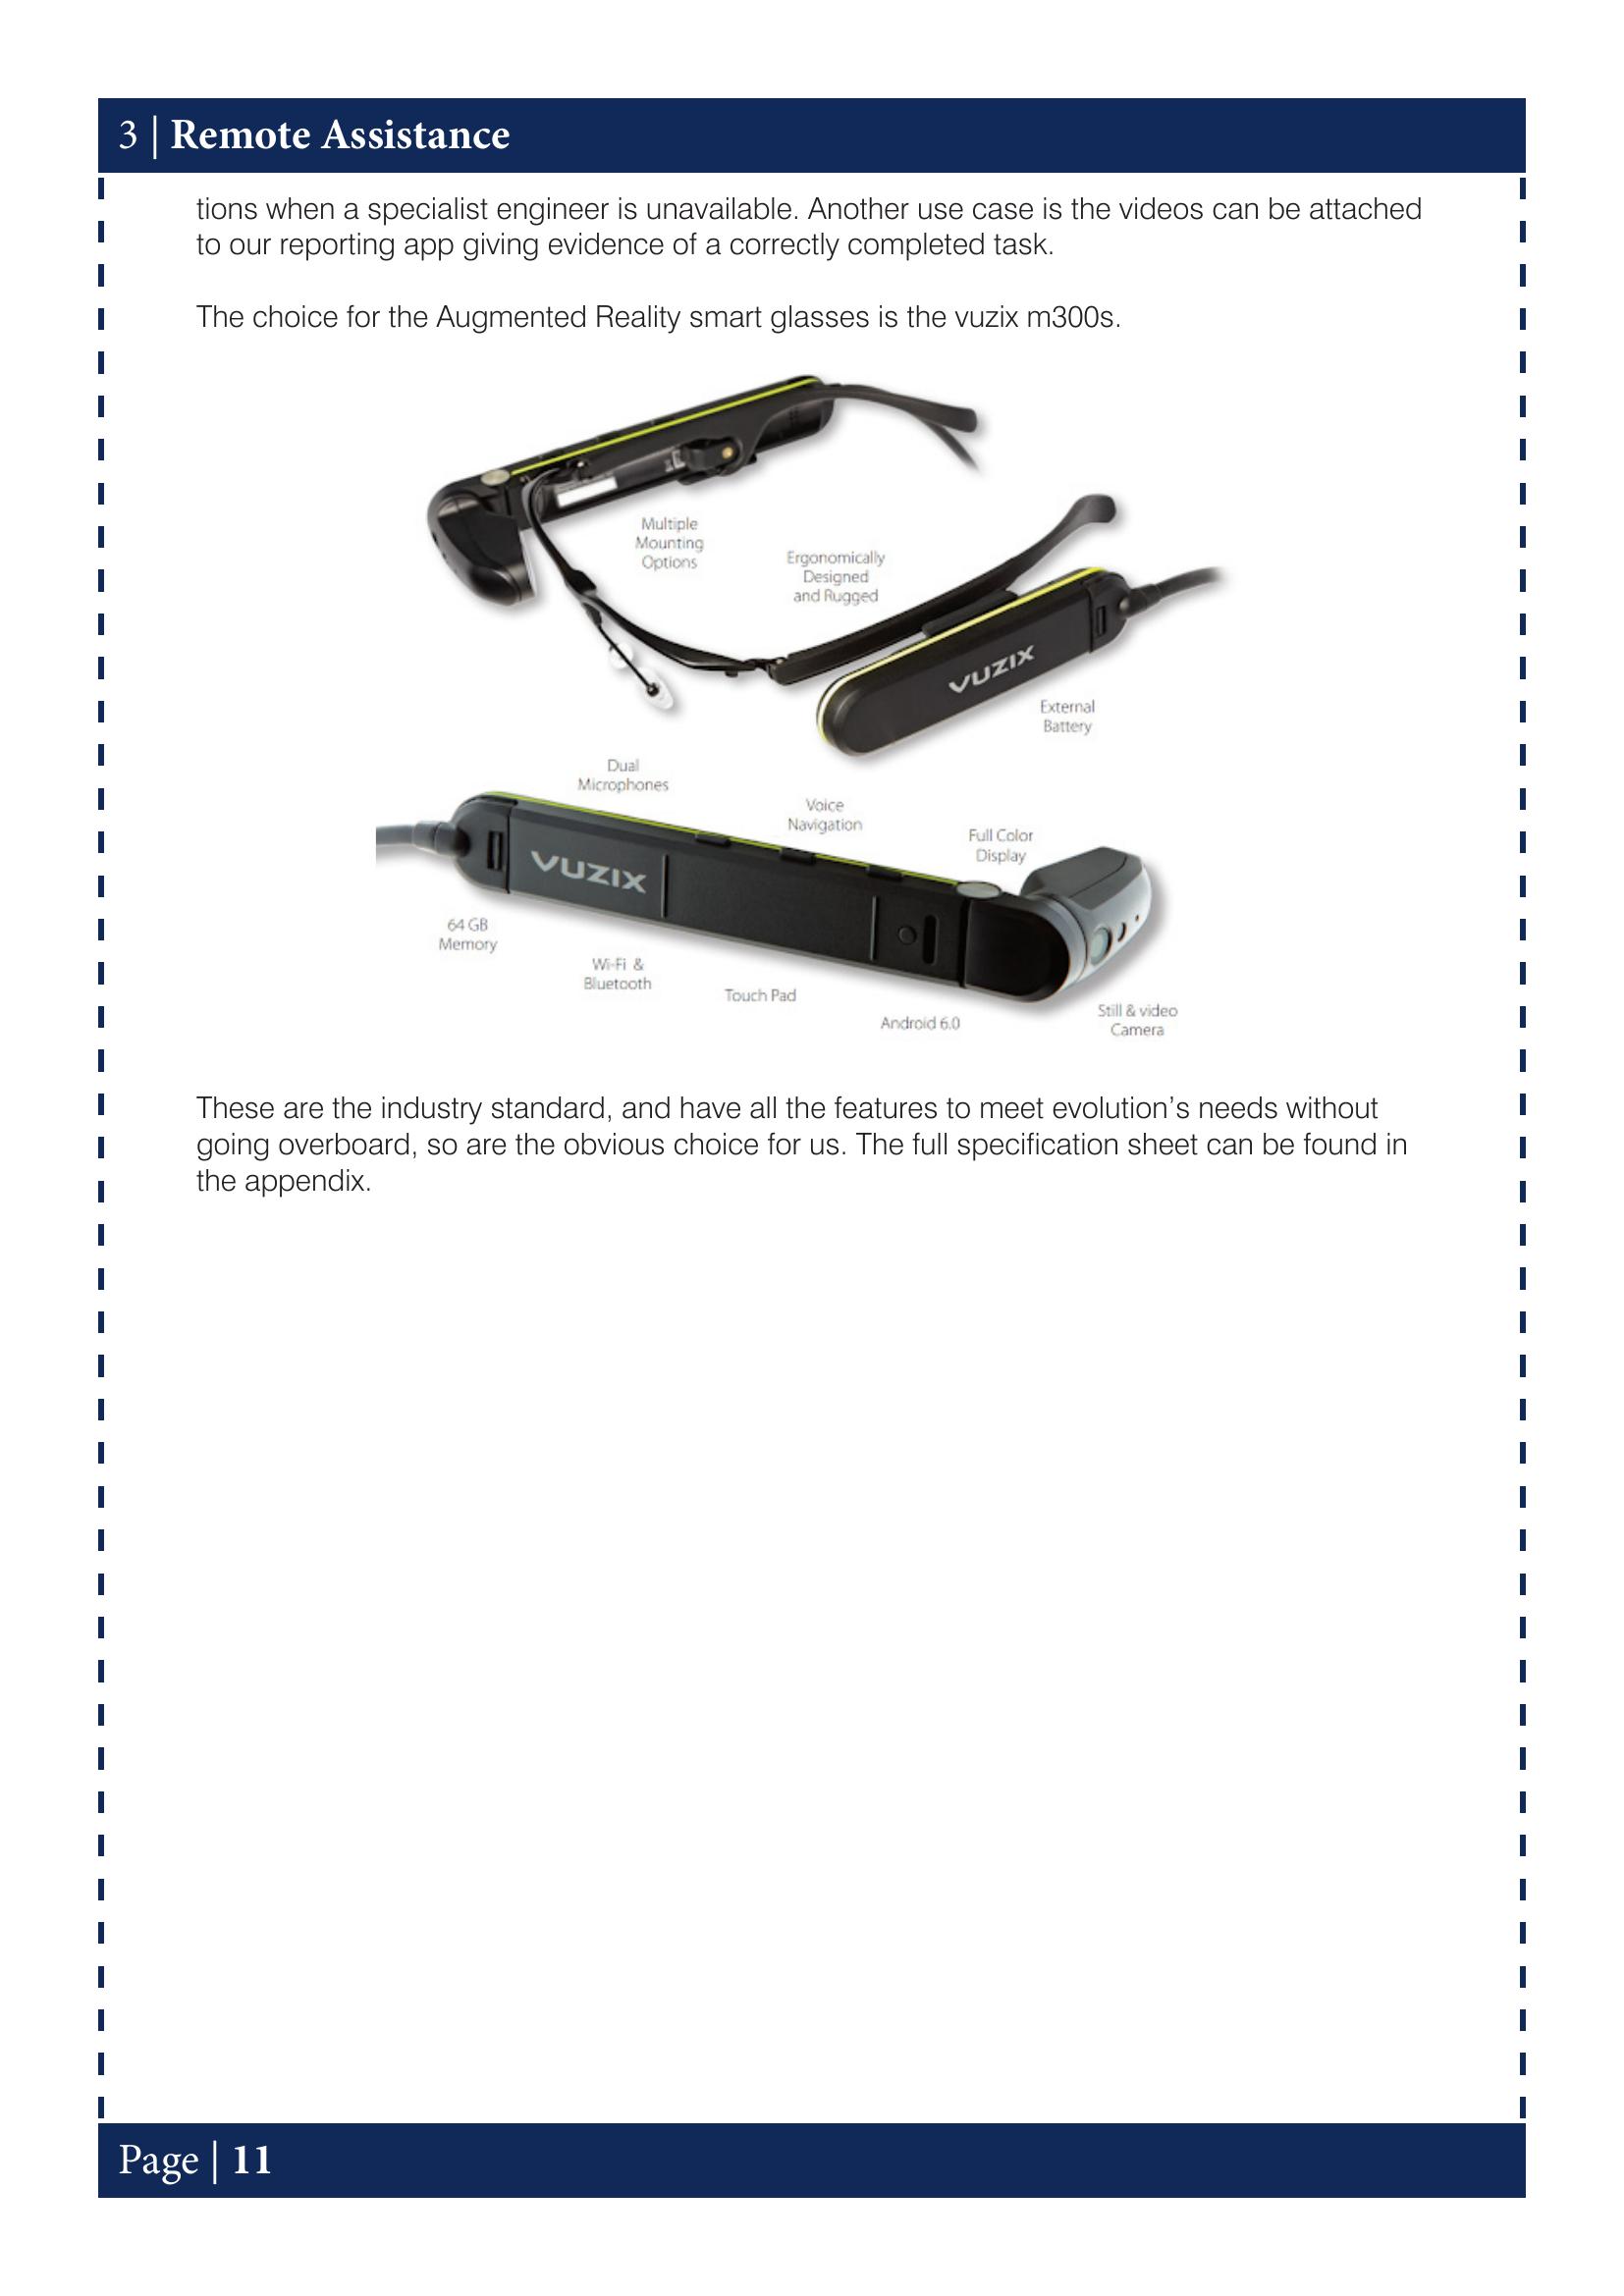 3 | Remote Assistance
tions when a specialist engineer is unavailable. Another use case is the videos can be attached
to our reporting app giving evidence of a correctly completed task.
The choice for the Augmented Reality smart glasses is the vuzix m300s.
Multiple
Mounting
Options
Ergonomically
Designed
and Rugged
VUZIX
External
Battery
Dual
Microphones
Voice
Navigation
Full Color
Display
VUZIX
64 GB
Memory
Wi-Fi &
Bluetooth
Touch Pad
Android 6.0
Still & video
Camera
These are the industry standard, and have all the features to meet evolution’s needs without
going overboard, so are the obvious choice for us. The full specification sheet can be found in
the appendix.
Page | 11